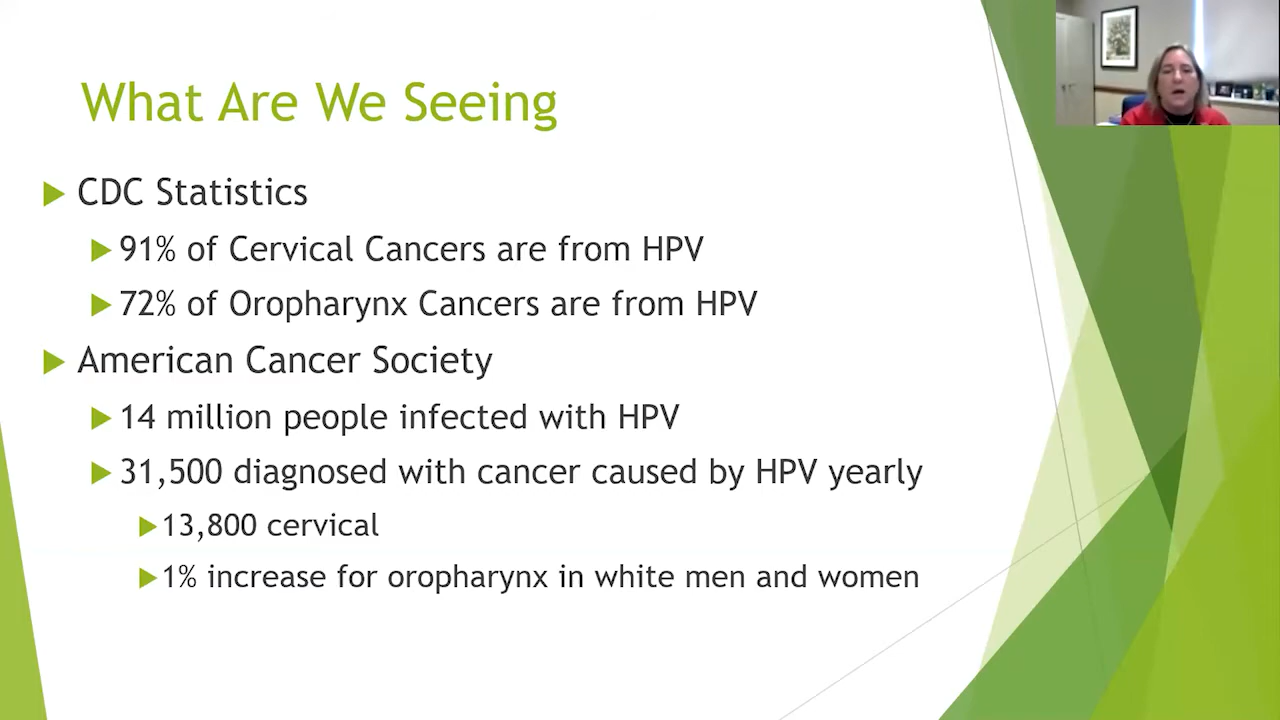 What Are We Seeing
CDC Statistics
91% of Cervical Cancers are from HPV
72% of Oropharynx Cancers are from HPV
American Cancer Society
14 million people infected with HPV
31,500 diagnosed with cancer caused by HPV yearly
13,800 cervical
1% increase for oropharynx in white men and women